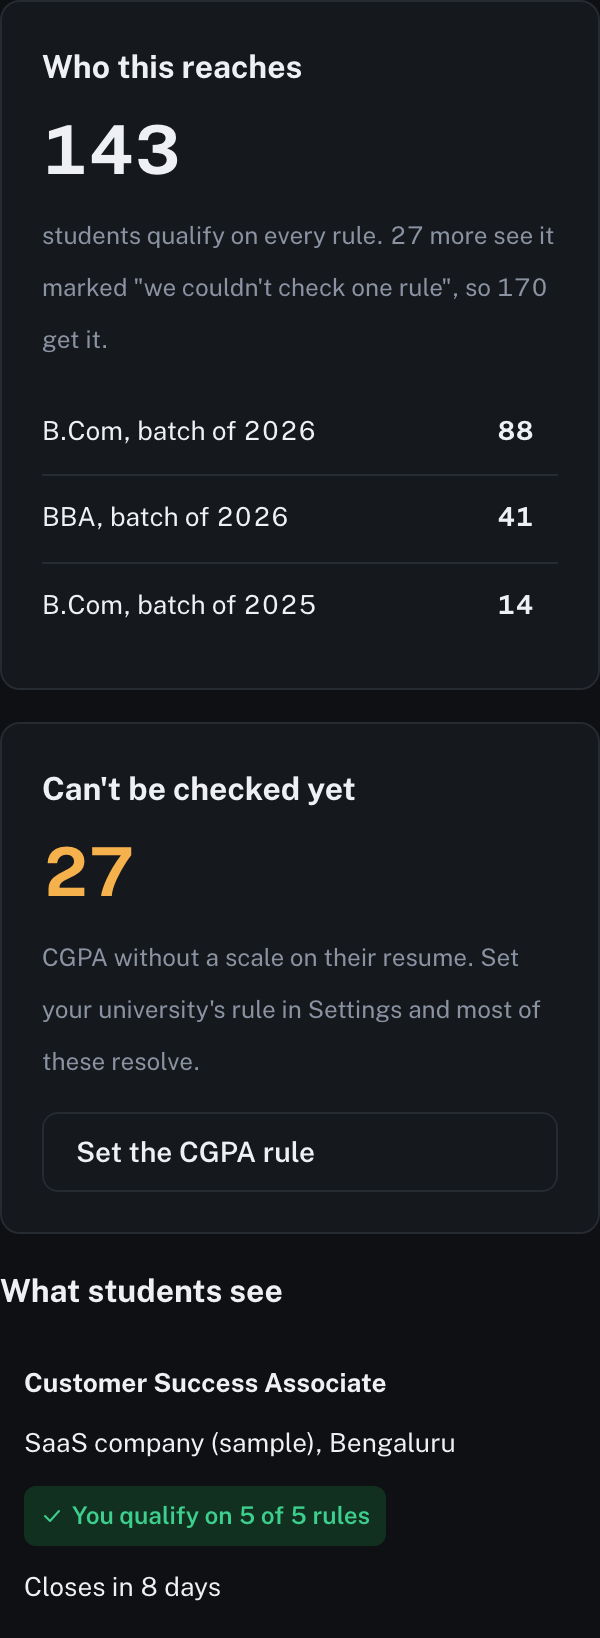 Who this reaches
143
students qualify on every rule. 27 more see it
marked "we couldn't check one rule", so 170
get it.
B.Com, batch of 2026 88
BBA, batch of 2026 41
B.Com, batch of 2025 14
Can't be checked yet
27
CGPA without a scale on their resume. Set
your university's rule in Settings and most of
these resolve.
Set the CGPA rule
What students see
Customer Success Associate
SaaS company (sample), Bengaluru
✓ You qualify on 5 of 5 rules
Closes in 8 days